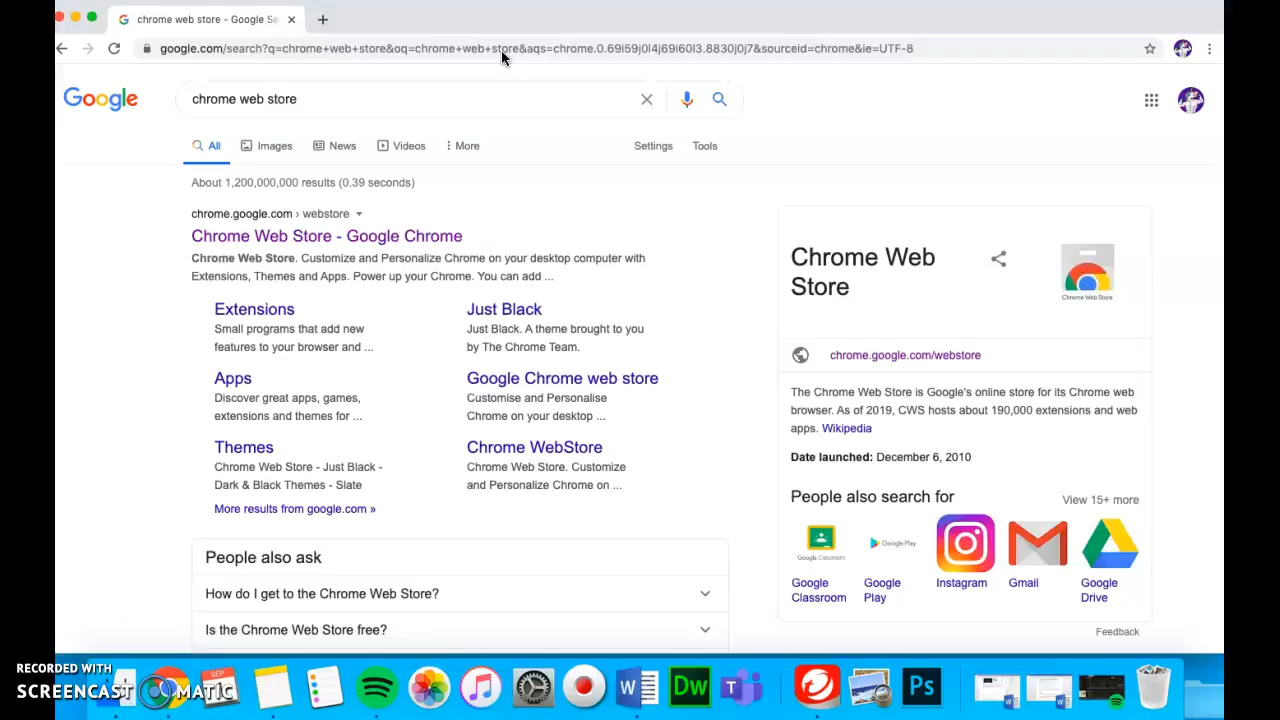 chrome web store - Google Se
google.com/search?q=chrome+web+store&oq=chrome+web+store&aqs=chrome.0.69i59j0l4j69i60l3.8830j0j7&sourceid=chrome&ie=UTF-8
Google
chrome web store
All
Images
News
Videos
More
Settings
Tools
About 1,200,000,000 results (0.39 seconds)
chrome.google.com › webstore
Chrome Web Store - Google Chrome
Chrome Web Store. Customize and Personalize Chrome on your desktop computer with
Extensions, Themes and Apps. Power up your Chrome. You can add ...
Extensions
Small programs that add new
features to your browser and ...
Just Black
Just Black. A theme brought to you
by The Chrome Team.
Apps
Discover great apps, games,
extensions and themes for ...
Google Chrome web store
Customise and Personalise
Chrome on your desktop ...
Themes
Chrome Web Store - Just Black -
Dark & Black Themes - Slate
Chrome WebStore
Chrome Web Store. Customize
and Personalize Chrome on ...
More results from google.com »
People also ask
How do I get to the Chrome Web Store?
Is the Chrome Web Store free?
Chrome Web
Store
Chrome Web Store
chrome.google.com/webstore
The Chrome Web Store is Google's online store for its Chrome web
browser. As of 2019, CWS hosts about 190,000 extensions and web
apps. Wikipedia
Date launched: December 6, 2010
People also search for
View 15+ more
Google Classroom
Google Play
Google
Classroom
Google
Play
Instagram
Gmail
Google
Drive
Feedback
RECORDED WITH
SCREENCAST MATIC
SEP
W
Dw
T
Ps